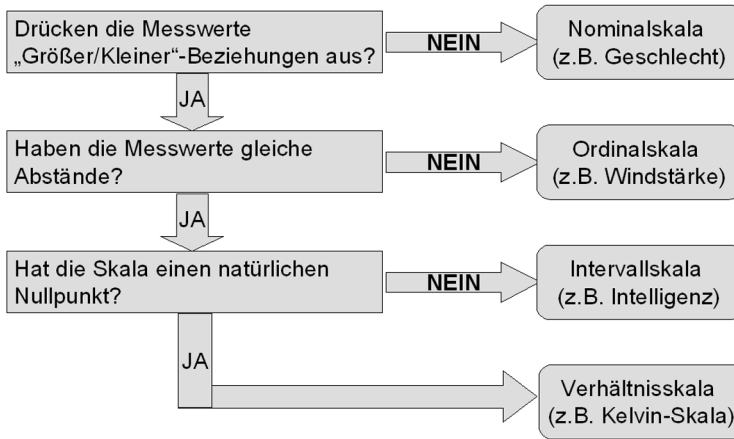 Drücken die Messwerte
„Größer/Kleiner“-Beziehungen aus?
NEIN
Nominalskala
(z.B. Geschlecht)
JA
Haben die Messwerte gleiche
Abstände?
NEIN
Ordinalskala
(z.B. Windstärke)
JA
Hat die Skala einen natürlichen
Nullpunkt?
NEIN
Intervallskala
(z.B. Intelligenz)
JA
Verhältnisskala
(z.B. Kelvin-Skala)